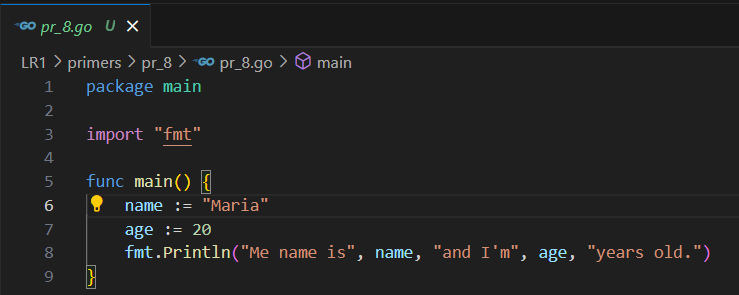 GO pr_8.go U
LR1 > primers > pr_8 > GO pr_8.go > main
1 package main
2
3 import "fmt"
4
5 func main() {
6 name := "Maria"
7 age := 20
8 fmt.Println("Me name is", name, "and I'm", age, "years old.")
9 }